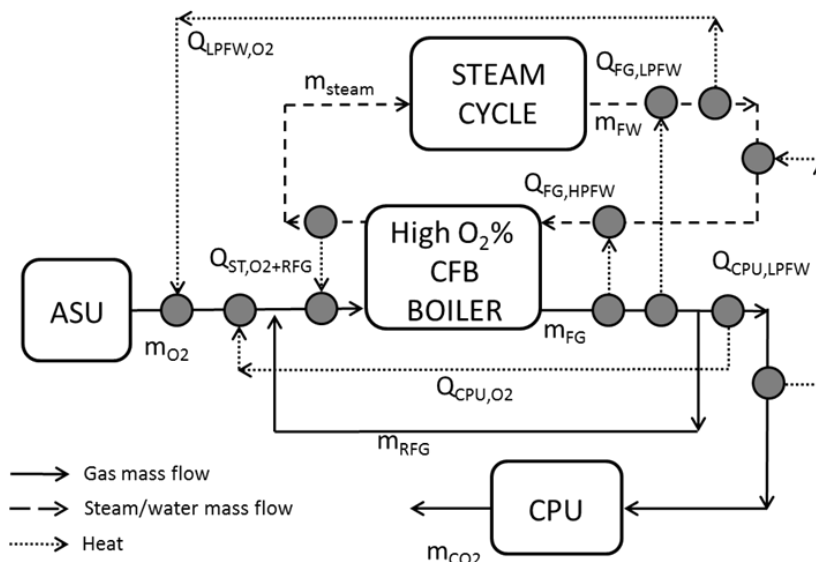 Q_LPFW,O2
m_steam
STEAM
CYCLE
Q_FG,LPFW
m_FW
Q_FG,HPFW
High O₂%
CFB
BOILER
Q_ST,O2+RFG
ASU
m_O2
m_FG
Q_CPU,LPFW
Q_CPU,O2
m_RFG
Gas mass flow
Steam/water mass flow
Heat
CPU
m_CO2